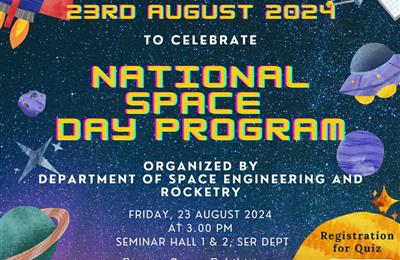 23RD AUGUST 2024
TO CELEBRATE
NATIONAL
SPACE
DAY PROGRAM
ORGANIZED BY
DEPARTMENT OF SPACE ENGINEERING AND
ROCKETRY
FRIDAY, 23 AUGUST 2024
AT 3.00 PM
SEMINAR HALL 1 & 2, SER DEPT
Registration
for Quiz